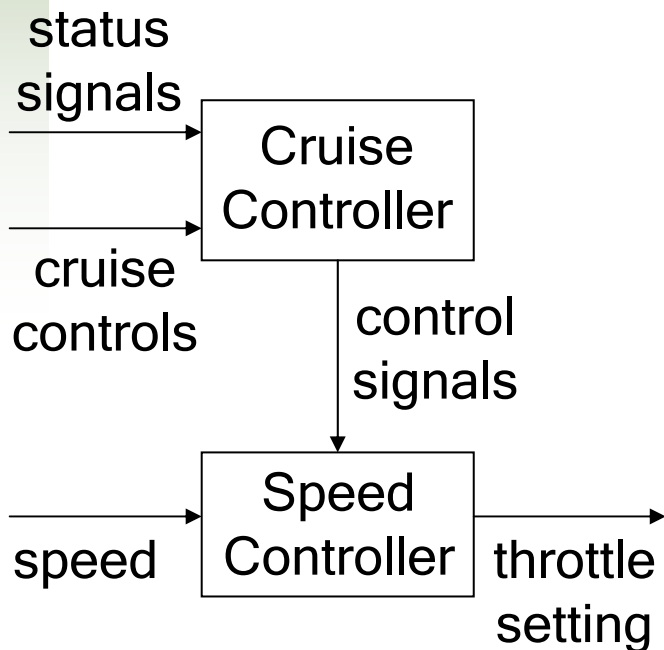 status
signals
Cruise
Controller
cruise
controls
control
signals
Speed
Controller
speed
throttle
setting